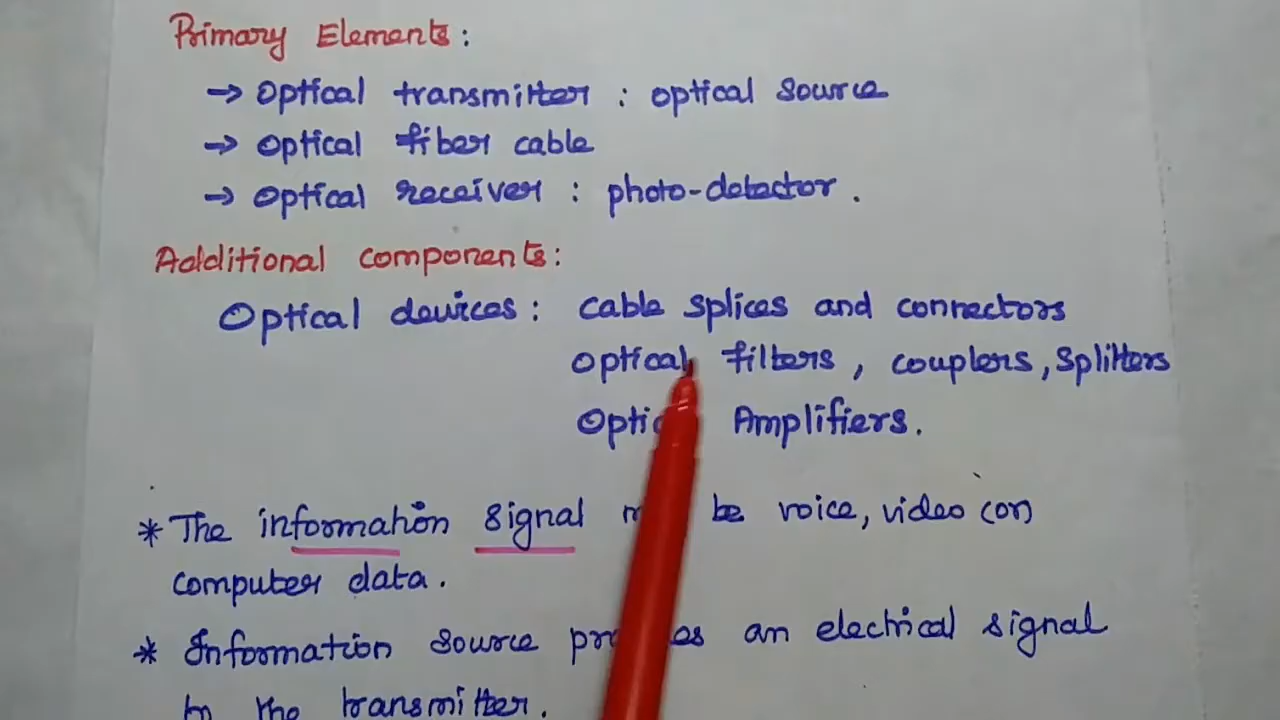 Primary Elements:
→ Optical transmitter : optical source
→ Optical fiber cable
→ Optical receiver : photo-detector.
Additional components:
Optical devices: cable splices and connectors
Optical filters, couplers, splitters
Amplifiers.
* The information signal be voice, video (or)
computer data.
* Information source an electrical signal
to the transmitter.